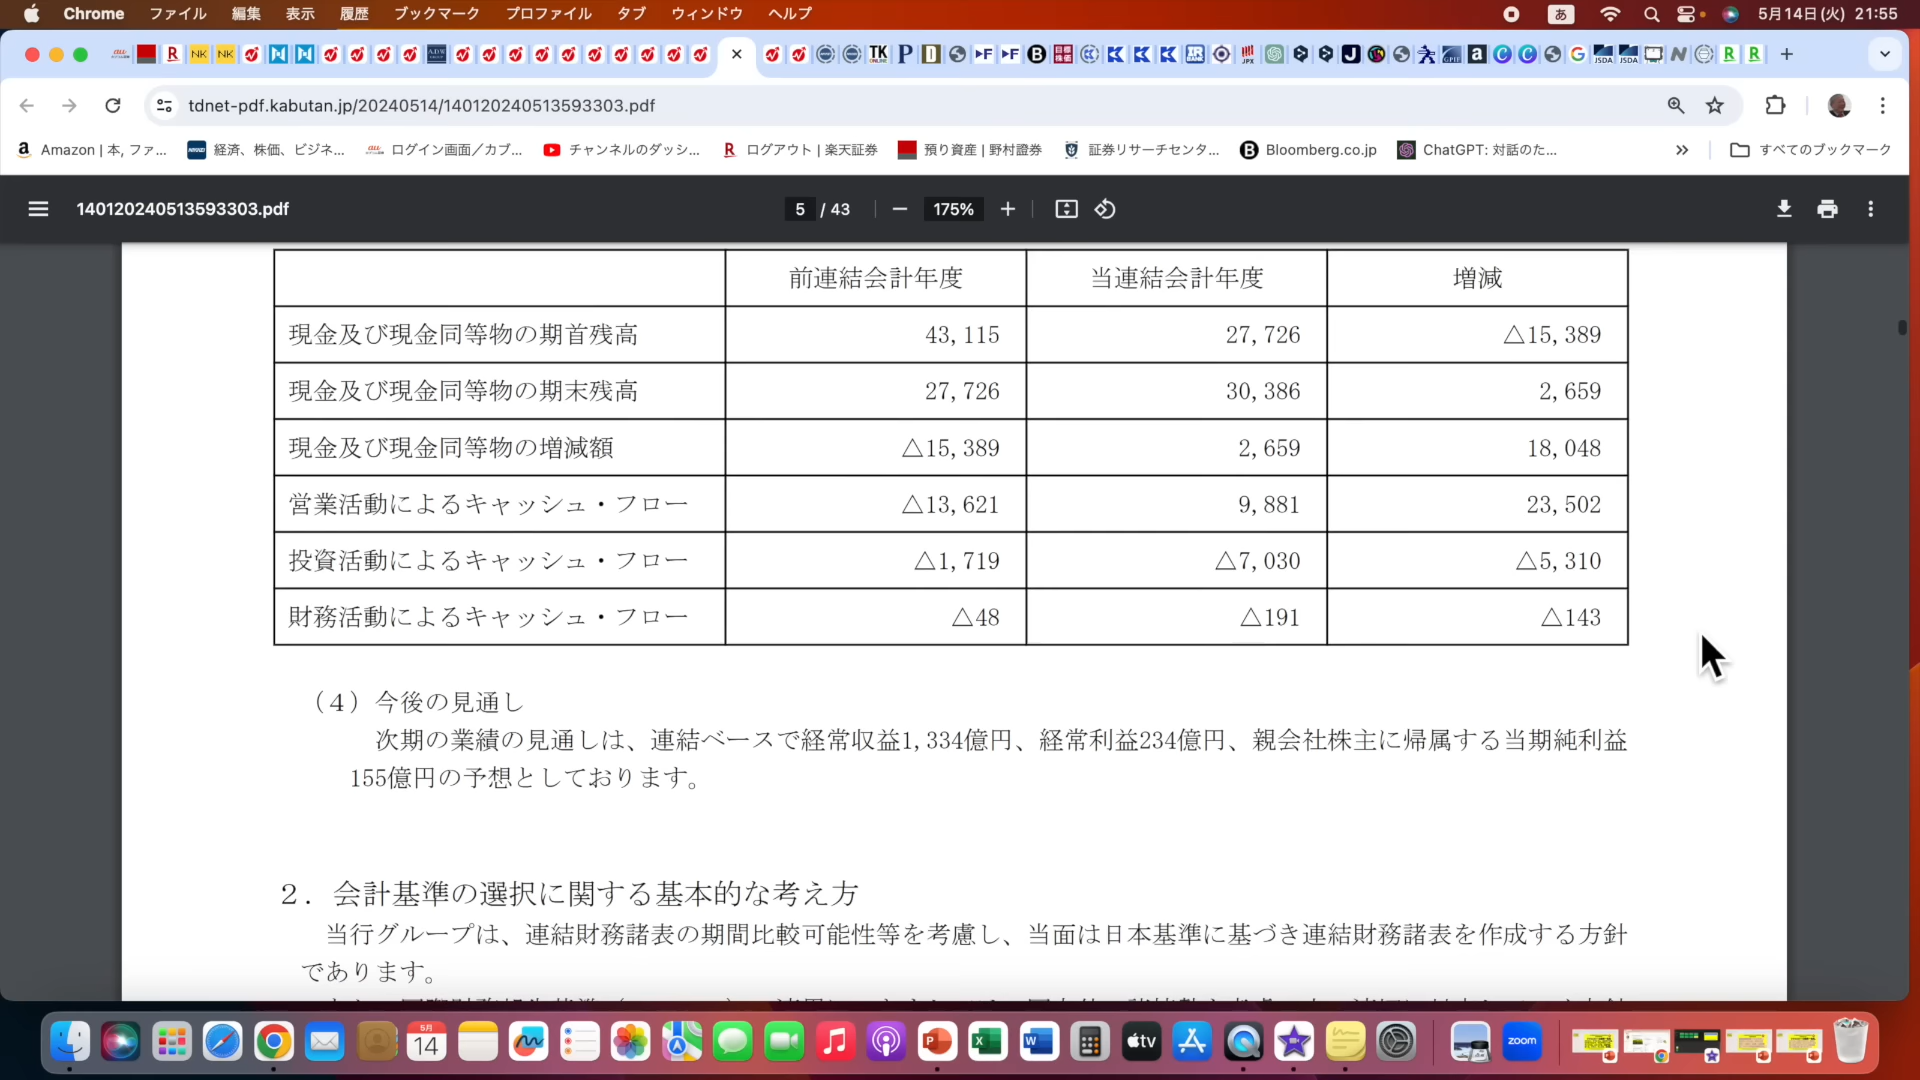 Chrome ファイル 編集 表示 履歴 ブックマーク プロファイル タブ ウィンドウ ヘルプ あ 5月14日(火) 21:55
tdnet-pdf.kabutan.jp/20240514/140120240513593303.pdf
Amazon | 本, ファ... 経済、株価、ビジネ... ログイン画面／カブ... チャンネルのダッシ... ログアウト | 楽天証券 預り資産 | 野村證券 証券リサーチセンタ... Bloomberg.co.jp ChatGPT: 対話のた... » すべてのブックマーク
140120240513593303.pdf 5 / 43 175%
前連結会計年度 当連結会計年度 増減
現金及び現金同等物の期首残高 43,115 27,726 △15,389
現金及び現金同等物の期末残高 27,726 30,386 2,659
現金及び現金同等物の増減額 △15,389 2,659 18,048
営業活動によるキャッシュ・フロー △13,621 9,881 23,502
投資活動によるキャッシュ・フロー △1,719 △7,030 △5,310
財務活動によるキャッシュ・フロー △48 △191 △143
（4）今後の見通し
次期の業績の見通しは、連結ベースで経常収益1,334億円、経常利益234億円、親会社株主に帰属する当期純利益
155億円の予想としております。
２．会計基準の選択に関する基本的な考え方
当行グループは、連結財務諸表の期間比較可能性等を考慮し、当面は日本基準に基づき連結財務諸表を作成する方針
であります。
5月
14
tv
zoom